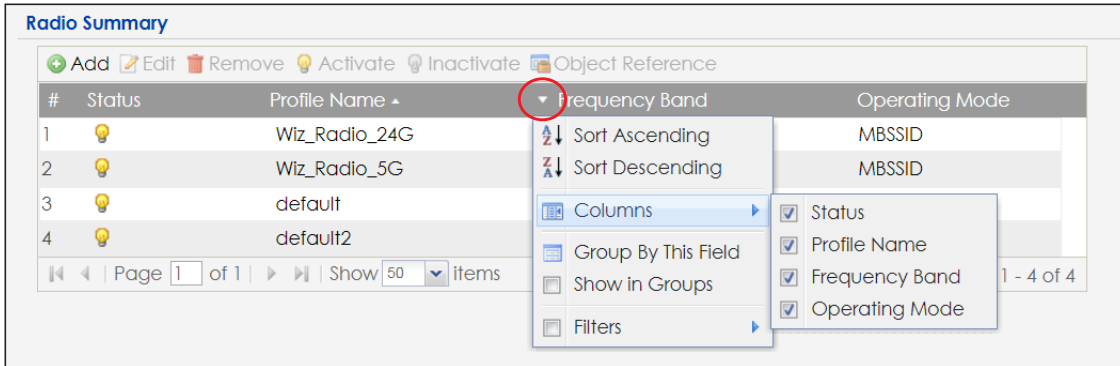 Radio Summary
Add Edit Remove Activate Inactivate Object Reference
# Status Profile Name Frequency Band Operating Mode
1 Wiz_Radio_24G MBSSID
2 Wiz_Radio_5G MBSSID
3 default
4 default2
Page 1 of 1 Show 50 items 1 - 4 of 4
Sort Ascending
Sort Descending
Columns
Group By This Field
Show in Groups
Filters
Status
Profile Name
Frequency Band
Operating Mode